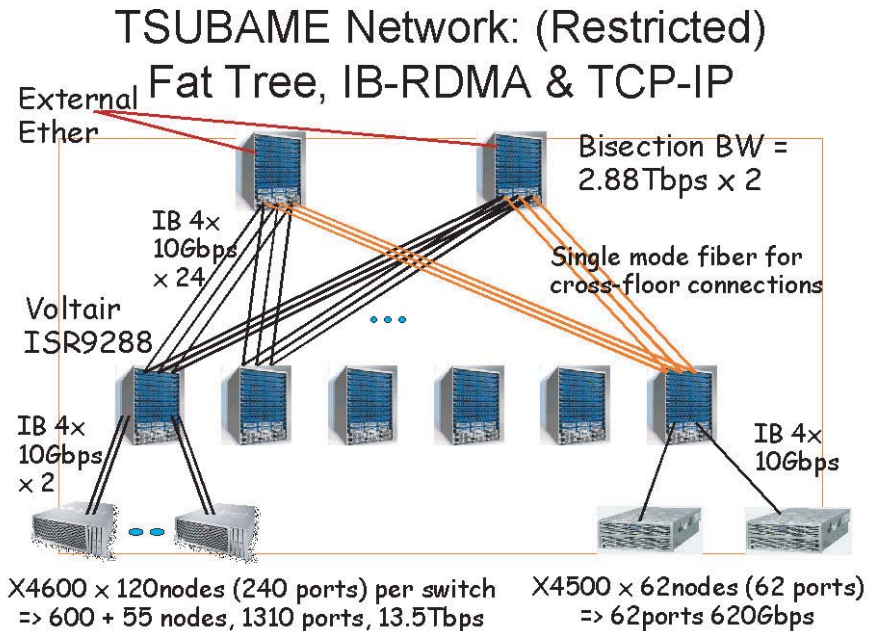 TSUBAME Network: (Restricted)
Fat Tree, IB-RDMA & TCP-IP
External
Ether
Bisection BW =
2.88Tbps x 2
IB 4x
10Gbps
x 24
Single mode fiber for
cross-floor connections
Voltair
ISR9288
IB 4x
10Gbps
x 2
IB 4x
10Gbps
X4600 x 120nodes (240 ports) per switch
=> 600 + 55 nodes, 1310 ports, 13.5Tbps
X4500 x 62nodes (62 ports)
=> 62ports 620Gbps